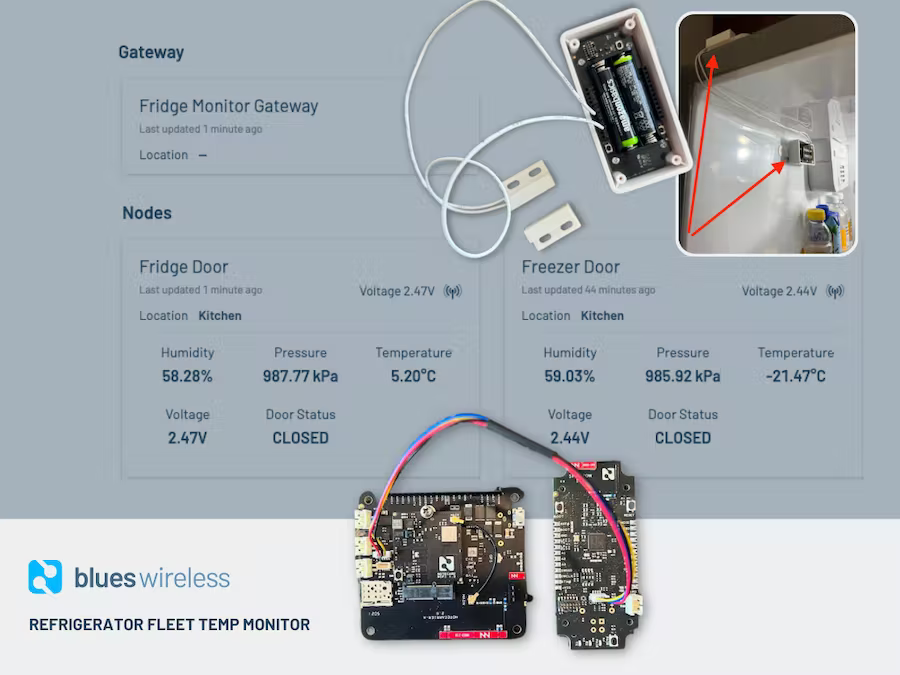 Gateway
Fridge Monitor Gateway
Last updated 1 minute ago
Location –
Nodes
Fridge Door
Last updated 1 minute ago
Voltage 2.47V
Location Kitchen
Humidity Pressure Temperature
58.28% 987.77 kPa 5.20°C
Voltage Door Status
2.47V CLOSED
Freezer Door
Last updated 44 minutes ago
Voltage 2.44V
Location Kitchen
Humidity Pressure Temperature
59.03% 985.92 kPa -21.47°C
Voltage Door Status
2.44V CLOSED
amazonbasics
blues wireless
REFRIGERATOR FLEET TEMP MONITOR